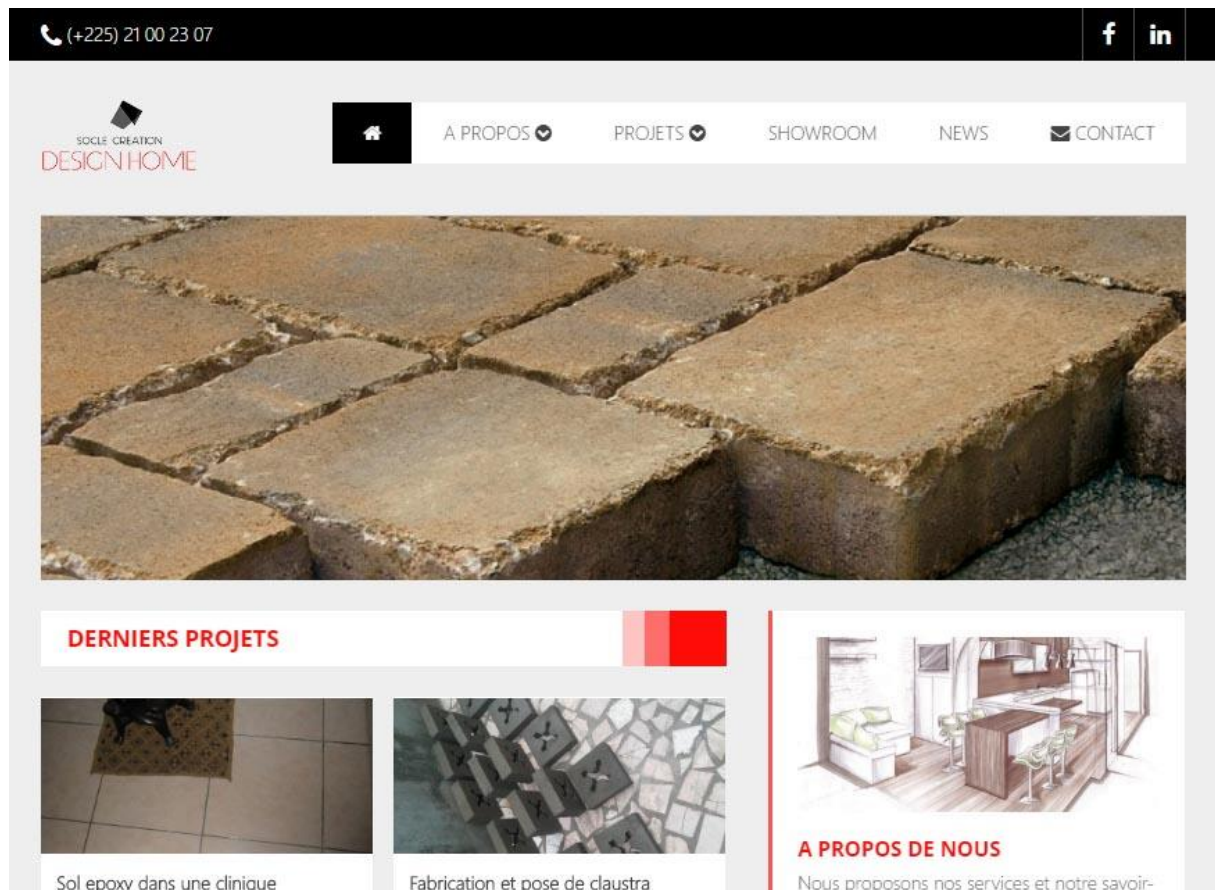 (+225) 21 00 23 07
SOCLE CREATION
DESIGN HOME
A PROPOS
PROJETS
SHOWROOM
NEWS
CONTACT
DERNIERS PROJETS
Sol epoxy dans une clinique
Fabrication et pose de claustra
A PROPOS DE NOUS
Nous proposons nos services et notre savoir-